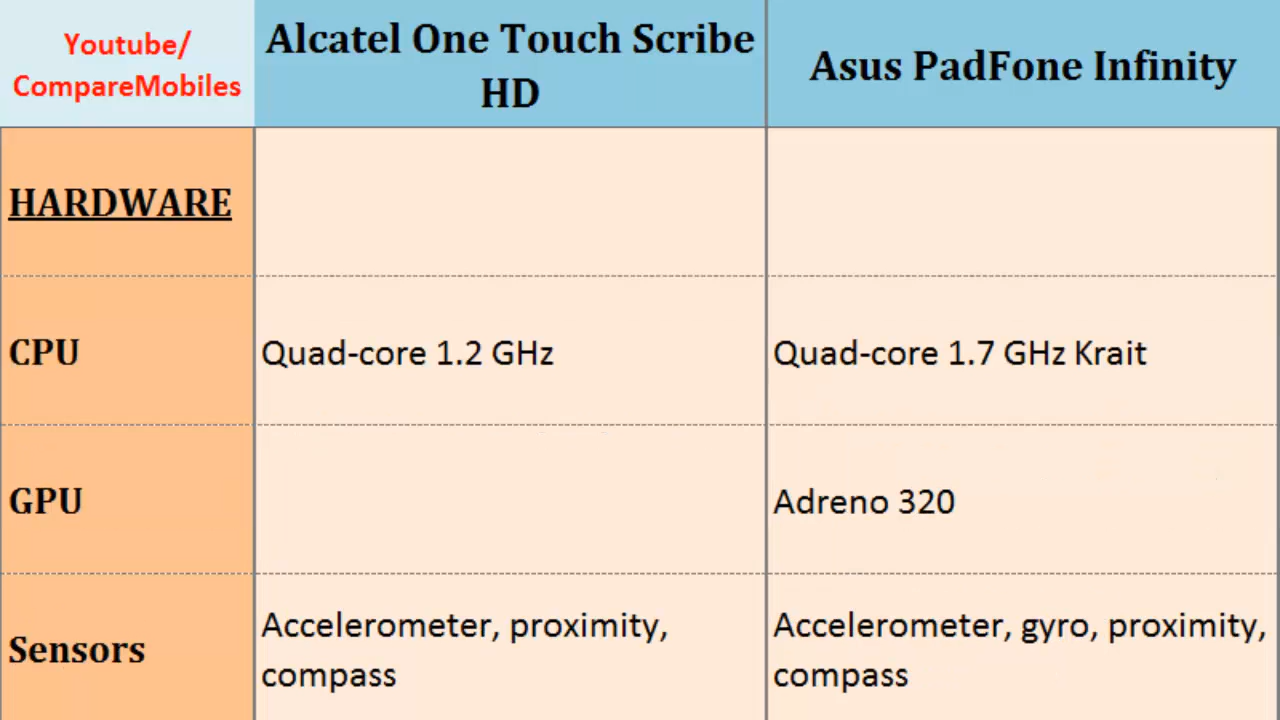 Youtube/
CompareMobiles
Alcatel One Touch Scribe
HD
Asus PadFone Infinity
HARDWARE
CPU
Quad-core 1.2 GHz
Quad-core 1.7 GHz Krait
GPU
Adreno 320
Sensors
Accelerometer, proximity,
compass
Accelerometer, gyro, proximity,
compass